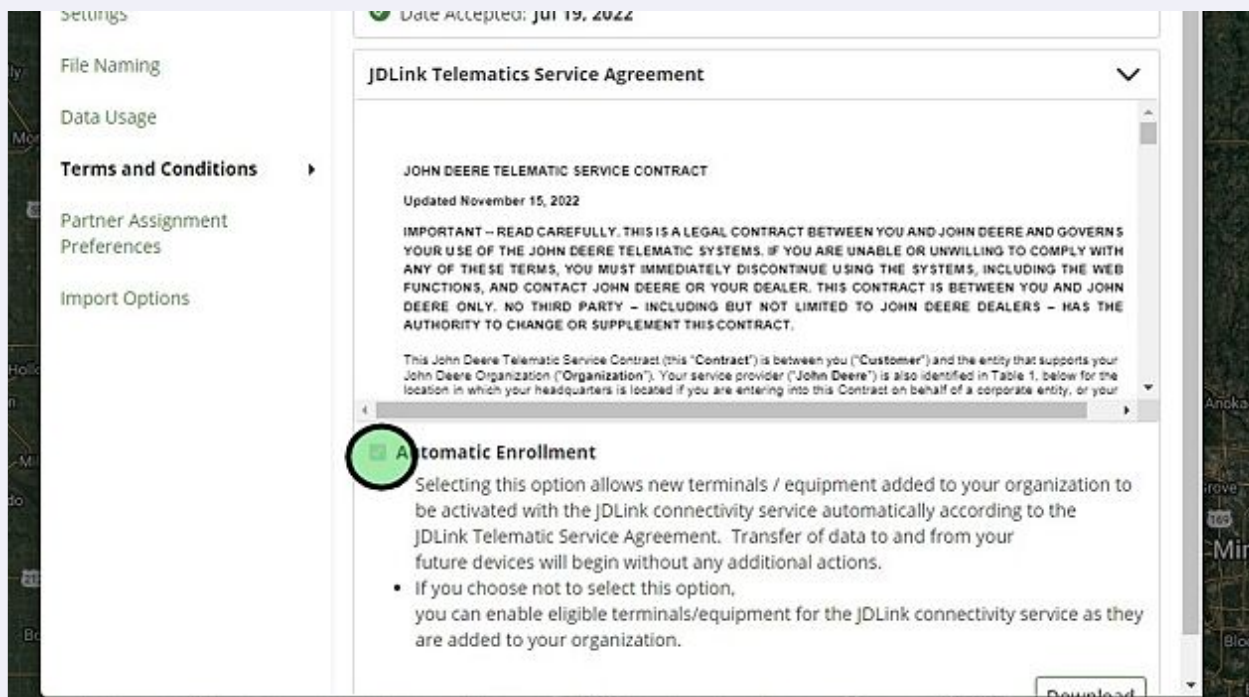 Settings
File Naming
Data Usage
Terms and Conditions
Partner Assignment
Preferences
Import Options
Date Accepted: Jul 19, 2022
JDLink Telematics Service Agreement
JOHN DEERE TELEMATIC SERVICE CONTRACT
Updated November 15, 2022
IMPORTANT – READ CAREFULLY. THIS IS A LEGAL CONTRACT BETWEEN YOU AND JOHN DEERE AND GOVERNS
YOUR USE OF THE JOHN DEERE TELEMATIC SYSTEMS. IF YOU ARE UNABLE OR UNWILLING TO COMPLY WITH
ANY OF THESE TERMS, YOU MUST IMMEDIATELY DISCONTINUE USING THE SYSTEMS, INCLUDING THE WEB
FUNCTIONS, AND CONTACT JOHN DEERE OR YOUR DEALER. THIS CONTRACT IS BETWEEN YOU AND JOHN
DEERE ONLY. NO THIRD PARTY – INCLUDING BUT NOT LIMITED TO JOHN DEERE DEALERS – HAS THE
AUTHORITY TO CHANGE OR SUPPLEMENT THIS CONTRACT.
This John Deere Telematic Service Contract (this "Contract") is between you ("Customer") and the entity that supports your
John Deere Organization ("Organization"). Your service provider ("John Deere") is also identified in Table 1, below for the
location in which your headquarters is located if you are entering into this Contract on behalf of a corporate entity, or your
Automatic Enrollment
Selecting this option allows new terminals / equipment added to your organization to
be activated with the JDLink connectivity service automatically according to the
JDLink Telematic Service Agreement. Transfer of data to and from your
future devices will begin without any additional actions.
• If you choose not to select this option,
you can enable eligible terminals/equipment for the JDLink connectivity service as they
are added to your organization.
Download
Anoka
169